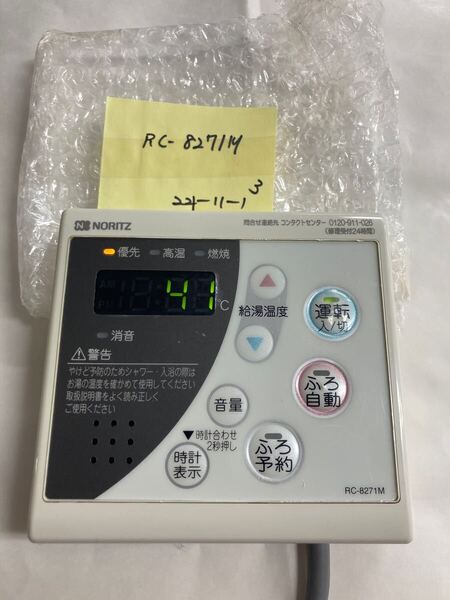 RC-8271M
22-11-1
3
NORITZ
問合せ連絡先 コンタクトセンター 0120-911-026
(修理受付24時間)
優先 高温 燃焼
AM
PM
41℃
給湯温度
運転
入/切
消音
⚠警告
やけど予防のためシャワー・入浴の際は
お湯の温度を確かめて使用してください
取扱説明書をよく読み正しく
ご使用ください
ふろ
自動
音量
▼時計合わせ
2秒押し
時計
表示
ふろ
予約
RC-8271M